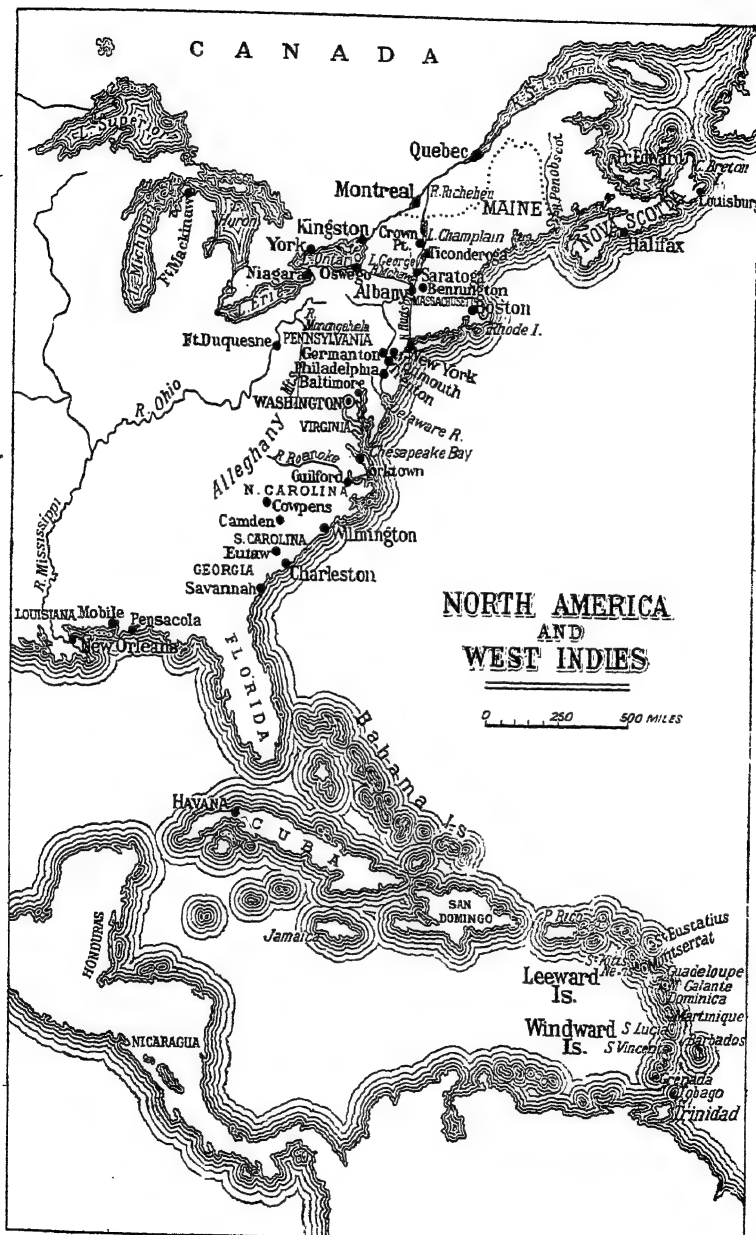 CANADA
R. St. Lawrence
L. Superior
Quebec
Pr. Edward
C. Breton
R. Penobscot
Louisburg
Montreal
R. Richelieu
MAINE
NOVA SCOTIA
Halifax
L. Michigan
Ft. Mackinaw
L. Huron
Kingston
Crown Pt.
L. Champlain
York
L. Ontario
L. George
Ticonderoga
Niagara
Oswego
Saratoga
Bennington
L. Erie
Albany
MASSACHUSETTS
Boston
R. Hudson
Rhode I.
R. Monongahela
Ft. Duquesne
PENNSYLVANIA
Germanton
New York
Philadelphia
Baltimore
WASHINGTON
Delaware R.
R. Ohio
VIRGINIA
Alleghany Mts
Chesapeake Bay
R. Roanoke
Yorktown
Guilford
N. CAROLINA
Cowpens
Camden
Wilmington
S. CAROLINA
Eutaw
R. Mississippi
GEORGIA
Charleston
Savannah
LOUISIANA
Mobile
Pensacola
New Orleans
FLORIDA
NORTH AMERICA
AND
WEST INDIES
0 250 500 MILES
Bahama Is
HAVANA
CUBA
SAN
DOMINGO
P. Rico
Jamaica
HONDURAS
St Eustatius
St Kitts
Montserrat
Leeward
Is.
Guadeloupe
M. Galante
Dominica
Martinique
Windward
Is.
S Lucia
Barbados
S Vincent
NICARAGUA
Grenada
Tobago
Trinidad